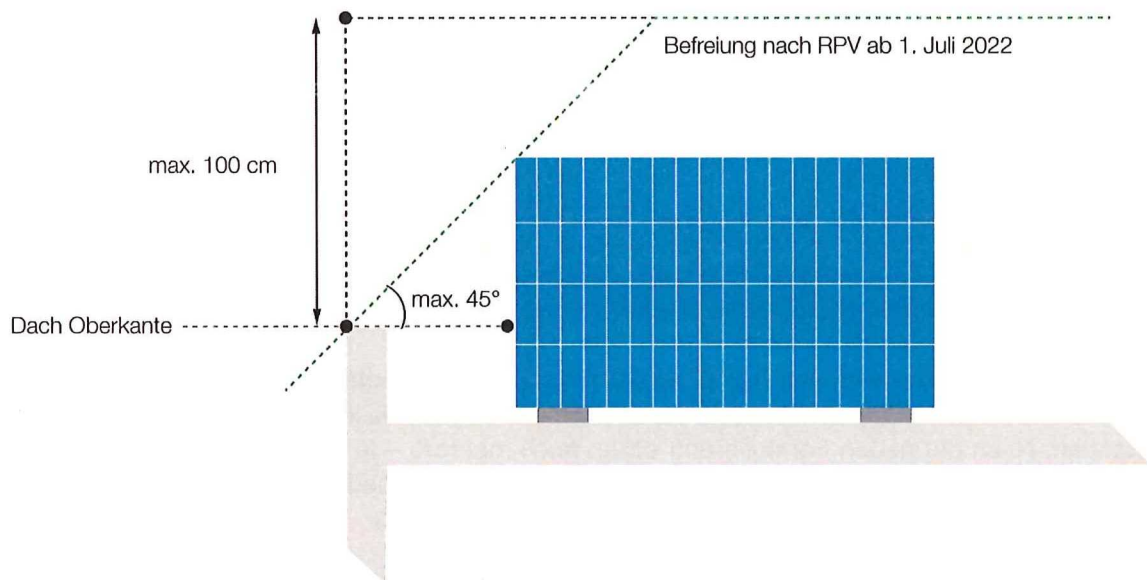 Befreiung nach RPV ab 1. Juli 2022
max. 100 cm
max. 45°
Dach Oberkante